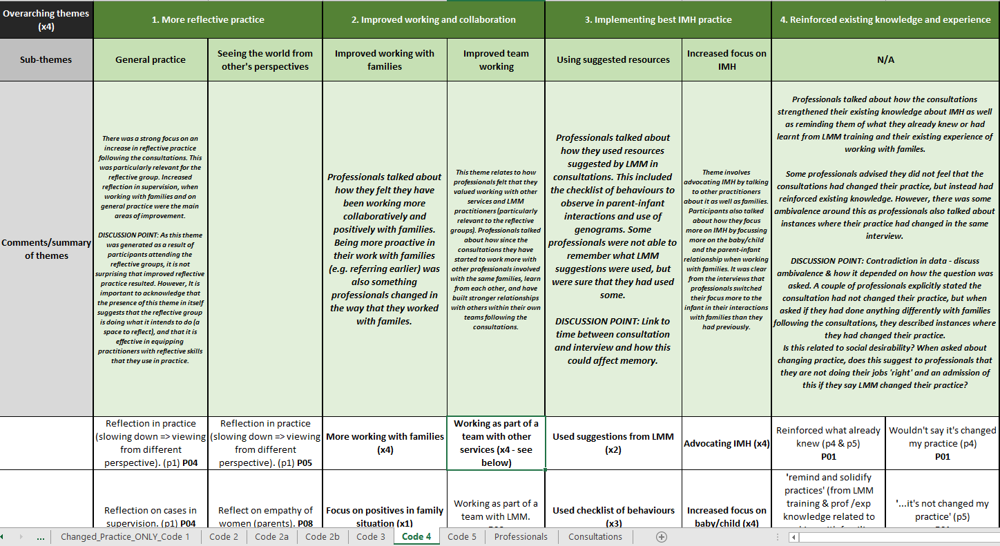 Overarching themes
(x4)
1. More reflective practice
2. Improved working and collaboration
3. Implementing best IMH practice
4. Reinforced existing knowledge and experience
Sub-themes
General practice
Seeing the world from
other's perspectives
Improved working with
families
Improved team
working
Using suggested resources
Increased focus on
IMH
N/A
Comments/summary
of themes
There was a strong focus on an
increase in reflective practice
following the consultations. This
was particularly relevant for the
reflective group. Increased
reflection in supervision, when
working with families and on
general practice were the main
areas of improvement.
DISCUSSION POINT: As this theme
was generated as a result of
participants attending the
reflective groups, it is not
surprising that improved reflective
practice resulted. However, It is
important to acknowledge that
the presence of this theme in itself
suggests that the reflective group
is doing what it intends to do (a
space to reflect), and that it is
effective in equipping
practitioners with reflective skills
that they use in practice.
Professionals talked about
how they felt they have
been working more
collaboratively and
positively with families.
Being more proactive in
their work with families
(e.g. referring earlier) was
also something
professionals changed in
the way that they worked
with familes.
This theme relates to how
professionals felt that they
valued working with other
services and LMM
practitioners (particularly
relevant to the reflective
groups). Professionals talked
about how since the
consultations they have
started to work more with
other professionals involved
with the same families, learn
from each other, and have
built stronger relationships
with others within their own
teams following the
consultations.
Professionals talked about
how they used resources
suggested by LMM in
consultations. This included
the checklist of behaviours to
observe in parent-infant
interactions and use of
genograms. Some
professionals were not able to
remember what LMM
suggestions were used, but
were sure that they had used
some.
DISCUSSION POINT: Link to
time between consultation
and interview and how this
could affect memory.
Theme involves
advocating IMH by talking
to other practitioners
about it as well as families.
Participants also talked
about how they focus
more on IMH by focussing
more on the baby/child
and the parent-infant
relationship when working
with families. It was clear
from the interviews that
professionals switched
their focus more to the
infant in their interactions
with families than they
had previously.
Professionals talked about how the consultations
strengthened their existing knowledge about IMH as well
as reminding them of what they already knew or had
learnt from LMM training and their existing experience of
working with familes.
Some professionals advised they did not feel that the
consultations had changed their practice, but instead had
reinforced existing knowledge. However, there was some
ambivalence around this as professionals also talked about
instances where their practice had changed in the same
interview.
DISCUSSION POINT: Contradiction in data - discuss
ambivalence & how it depended on how the question was
asked. A couple of professionals explicitly stated the
consultation had not changed their practice, but when
asked if they had done anything differently with families
following the consultations, they described instances where
they had changed their practice.
Is this related to social desirability? When asked about
changing practice, does this suggest to professionals that
they are not doing their jobs 'right' and an admission of
this if they say LMM changed their practice?
Reflection in practice
(slowing down => viewing
from different
perspective). (p1) P04
Reflection in practice
(slowing down => viewing
from different
perspective). (p1) P05
More working with families
(x4)
Working as part of a
team with other
services (x4 - see
below)
Used suggestions from LMM
(x2)
Advocating IMH (x4)
Reinforced what already
knew (p4 & p5)
P01
Wouldn't say it's changed
my practice (p4)
P01
Reflection on cases in
supervision. (p1) P04
Reflect on empathy of
women (parents). P08
Focus on positives in family
situation (x1)
Working as part of a
team with LMM.
Used checklist of behaviours
(x3)
Increased focus on
baby/child (x4)
'remind and solidify
practices' (from LMM
training & prof /exp
knowledge related to
'...it's not changed my
practice' (p5)
...
Changed_Practice_ONLY_Code 1
Code 2
Code 2a
Code 2b
Code 3
Code 4
Code 5
Professionals
Consultations